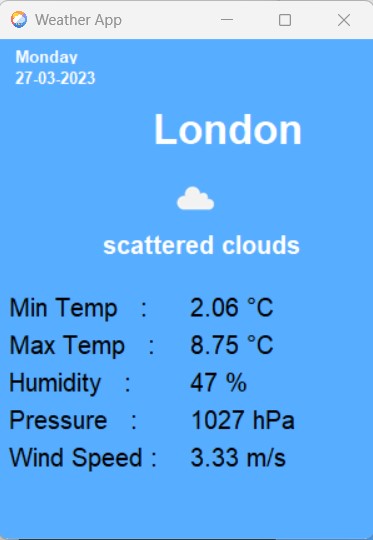 Weather App
Monday
27-03-2023
London
scattered clouds
Min Temp : 2.06 °C
Max Temp : 8.75 °C
Humidity : 47 %
Pressure : 1027 hPa
Wind Speed : 3.33 m/s